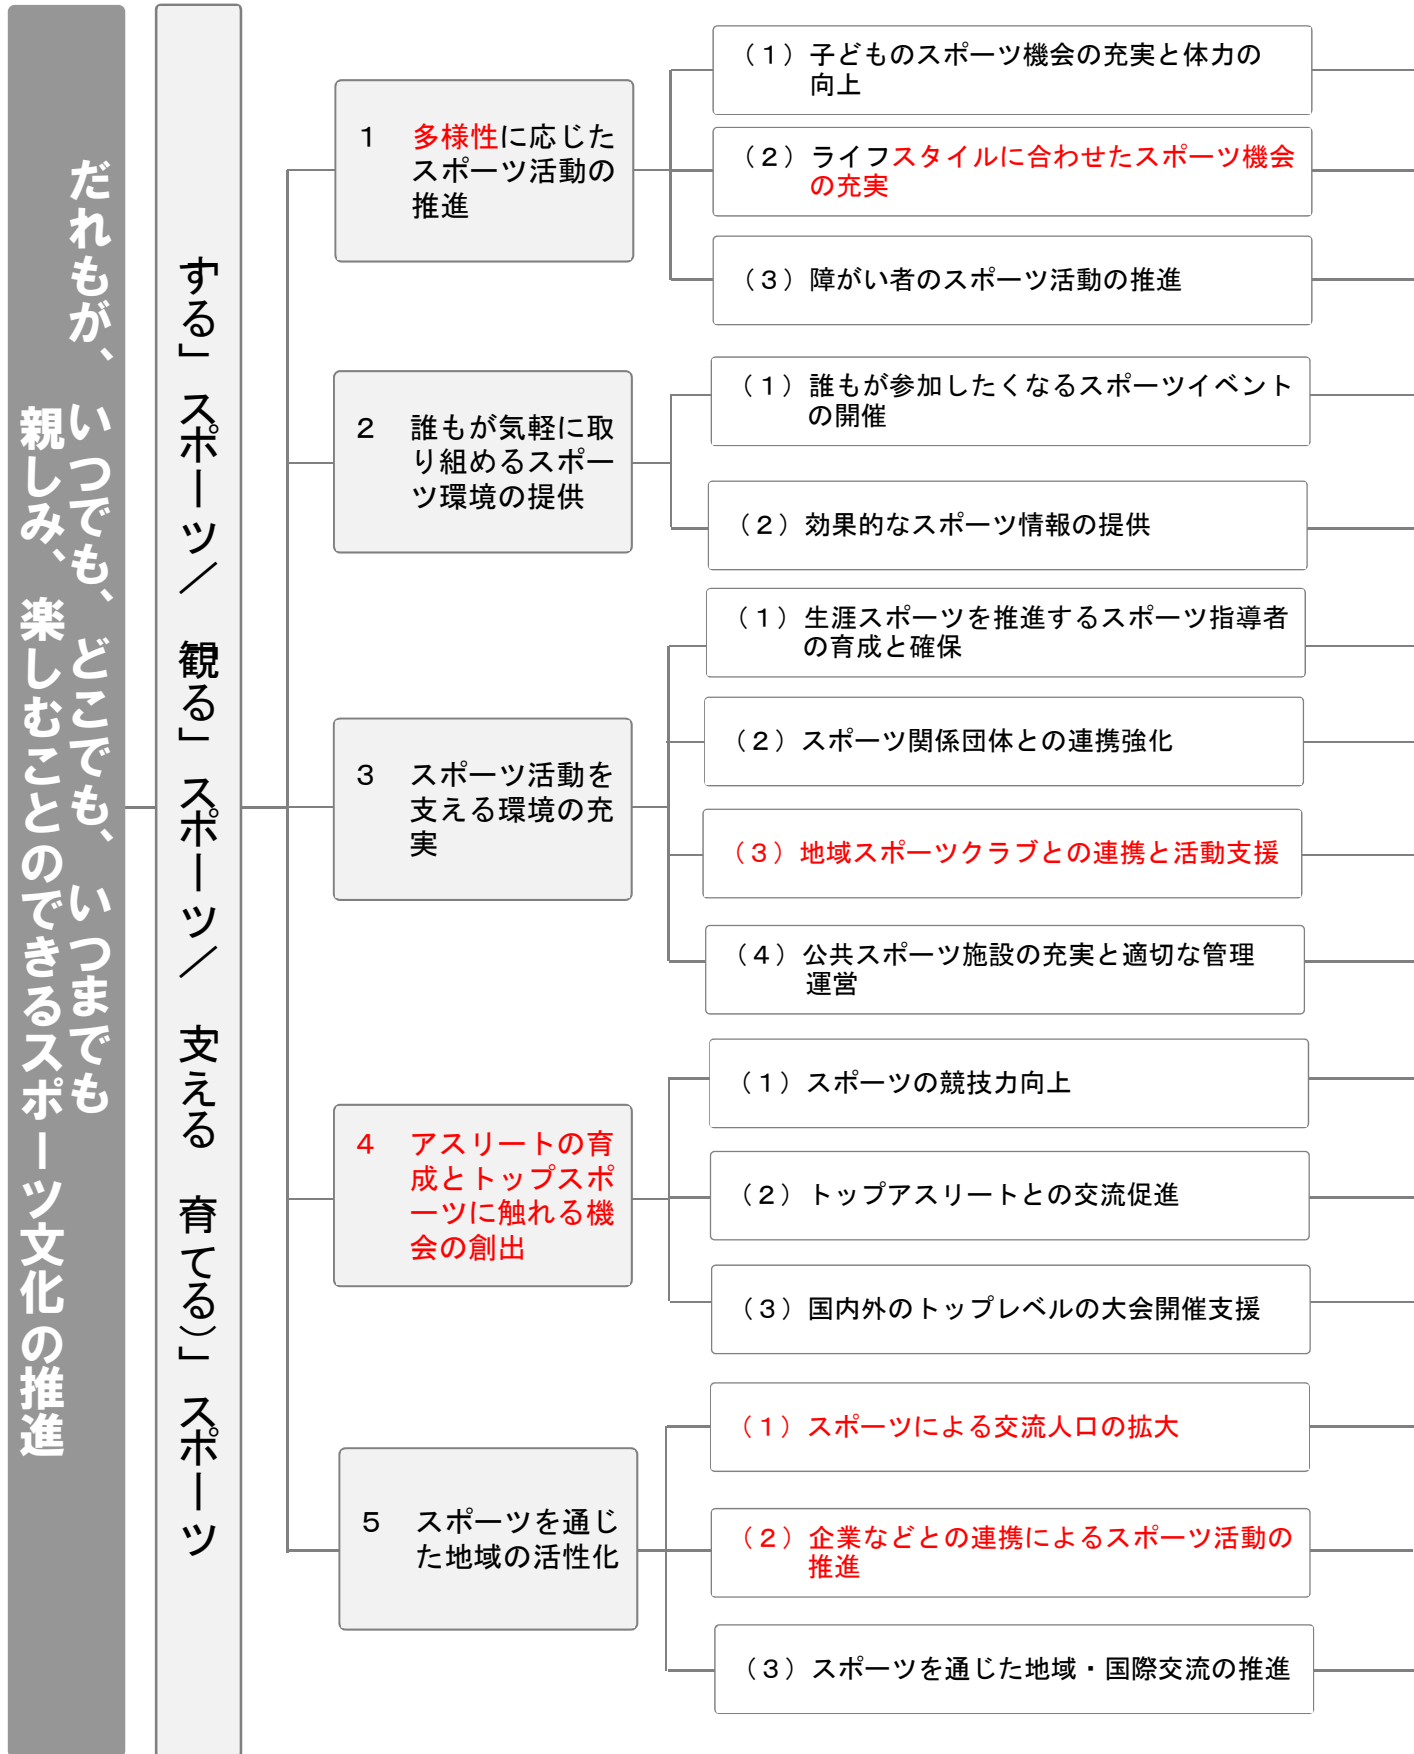 だれもが、いつでも、どこでも、いつまでも
親しみ、楽しむことのできるスポーツ文化の推進
「する」スポーツ／「観る」スポーツ／「支える（育てる）」スポーツ
1 多様性に応じた
スポーツ活動の
推進
（1）子どものスポーツ機会の充実と体力の
向上
（2）ライフスタイルに合わせたスポーツ機会
の充実
（3）障がい者のスポーツ活動の推進
2 誰もが気軽に取
り組めるスポー
ツ環境の提供
（1）誰もが参加したくなるスポーツイベント
の開催
（2）効果的なスポーツ情報の提供
3 スポーツ活動を
支える環境の充
実
（1）生涯スポーツを推進するスポーツ指導者
の育成と確保
（2）スポーツ関係団体との連携強化
（3）地域スポーツクラブとの連携と活動支援
（4）公共スポーツ施設の充実と適切な管理
運営
4 アスリートの育
成とトップスポ
ーツに触れる機
会の創出
（1）スポーツの競技力向上
（2）トップアスリートとの交流促進
（3）国内外のトップレベルの大会開催支援
5 スポーツを通じ
た地域の活性化
（1）スポーツによる交流人口の拡大
（2）企業などとの連携によるスポーツ活動の
推進
（3）スポーツを通じた地域・国際交流の推進